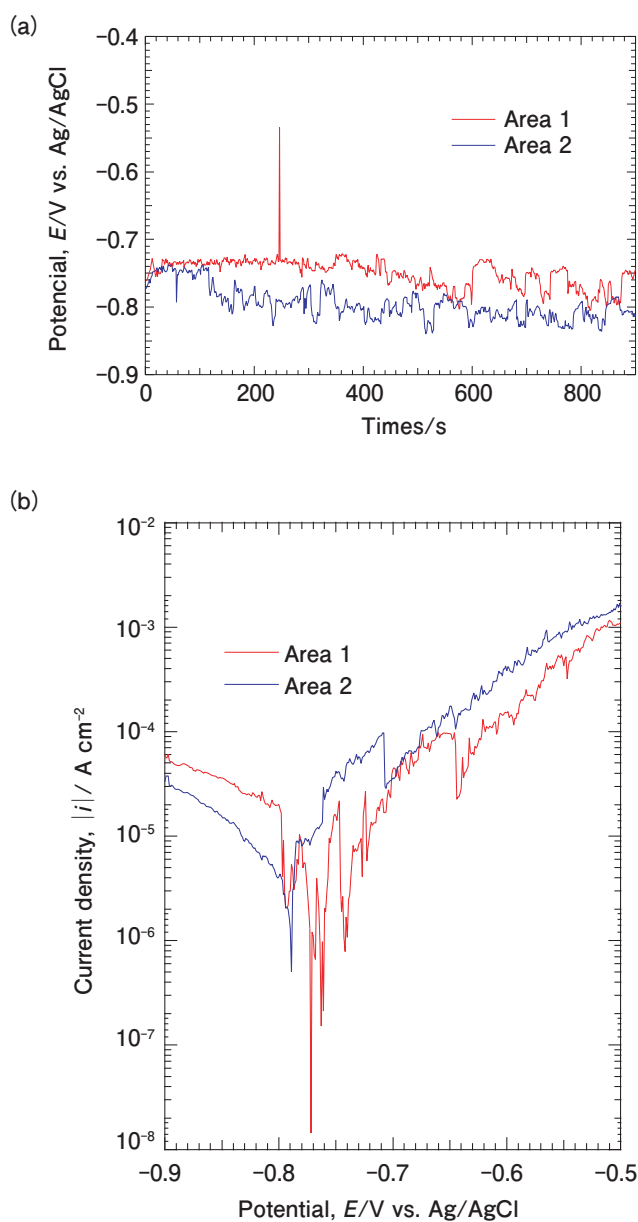 (a)
−0.4
−0.5
−0.6
−0.7
−0.8
−0.9
Potencial, E/V vs. Ag/AgCl
Area 1
Area 2
0 200 400 600 800
Times/s
(b)
10⁻²
10⁻³
10⁻⁴
10⁻⁵
10⁻⁶
10⁻⁷
10⁻⁸
Current density, |i|/ A cm⁻²
Area 1
Area 2
−0.9 −0.8 −0.7 −0.6 −0.5
Potential, E/V vs. Ag/AgCl